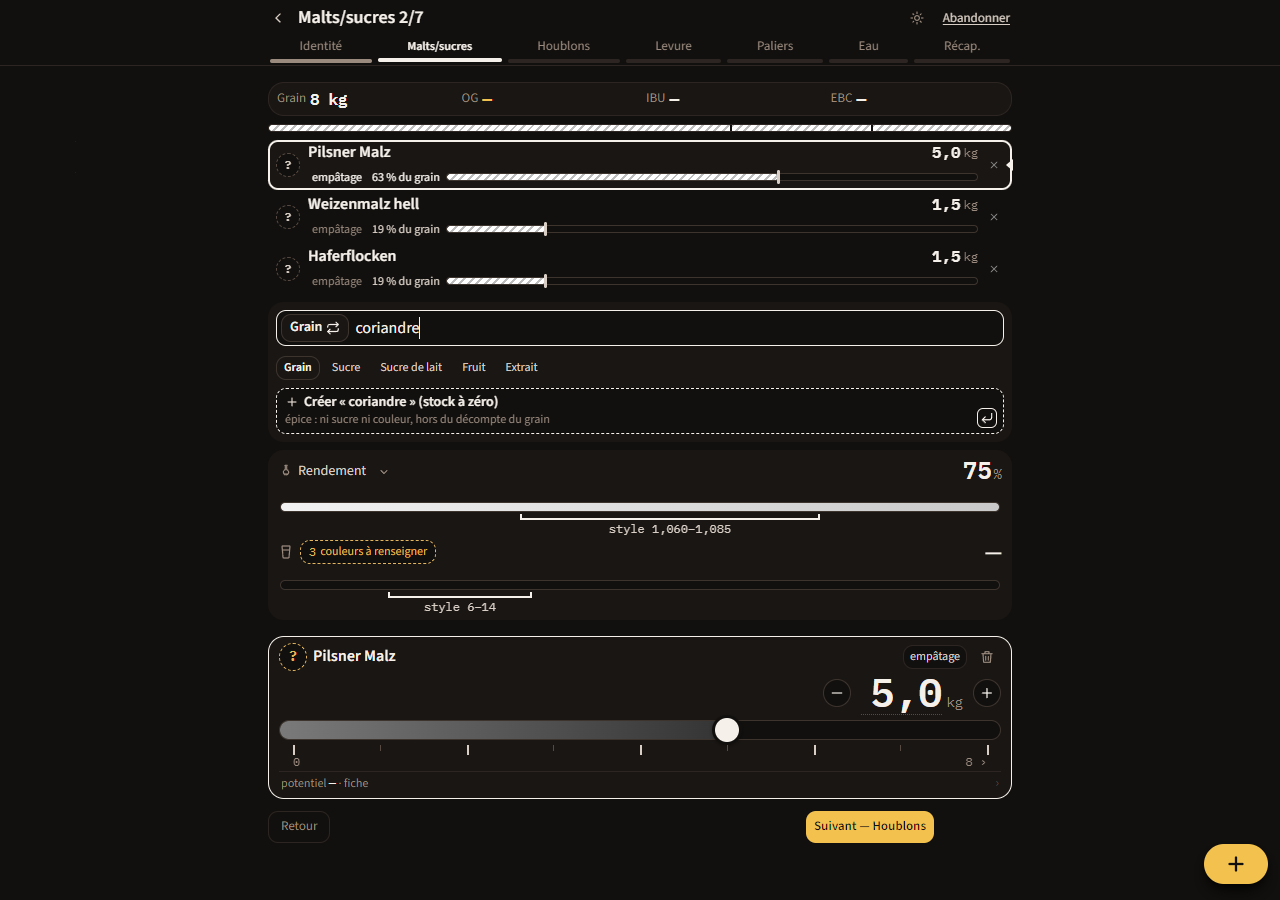 Malts/sucres 2/7
Abandonner
Identité
Malts/sucres
Houblons
Levure
Paliers
Eau
Récap.
Grain 8 kg
OG —
IBU —
EBC —
? Pilsner Malz 5,0 kg ×
empâtage 63 % du grain
? Weizenmalz hell 1,5 kg ×
empâtage 19 % du grain
? Haferflocken 1,5 kg ×
empâtage 19 % du grain
Grain coriandre
Grain Sucre Sucre de lait Fruit Extrait
+ Créer « coriandre » (stock à zéro)
épice : ni sucre ni couleur, hors du décompte du grain
Rendement 75 %
style 1,060–1,085
3 couleurs à renseigner —
style 6–14
? Pilsner Malz empâtage
− 5,0 kg +
0 8 ›
potentiel — · fiche ›
Retour
Suivant — Houblons
+